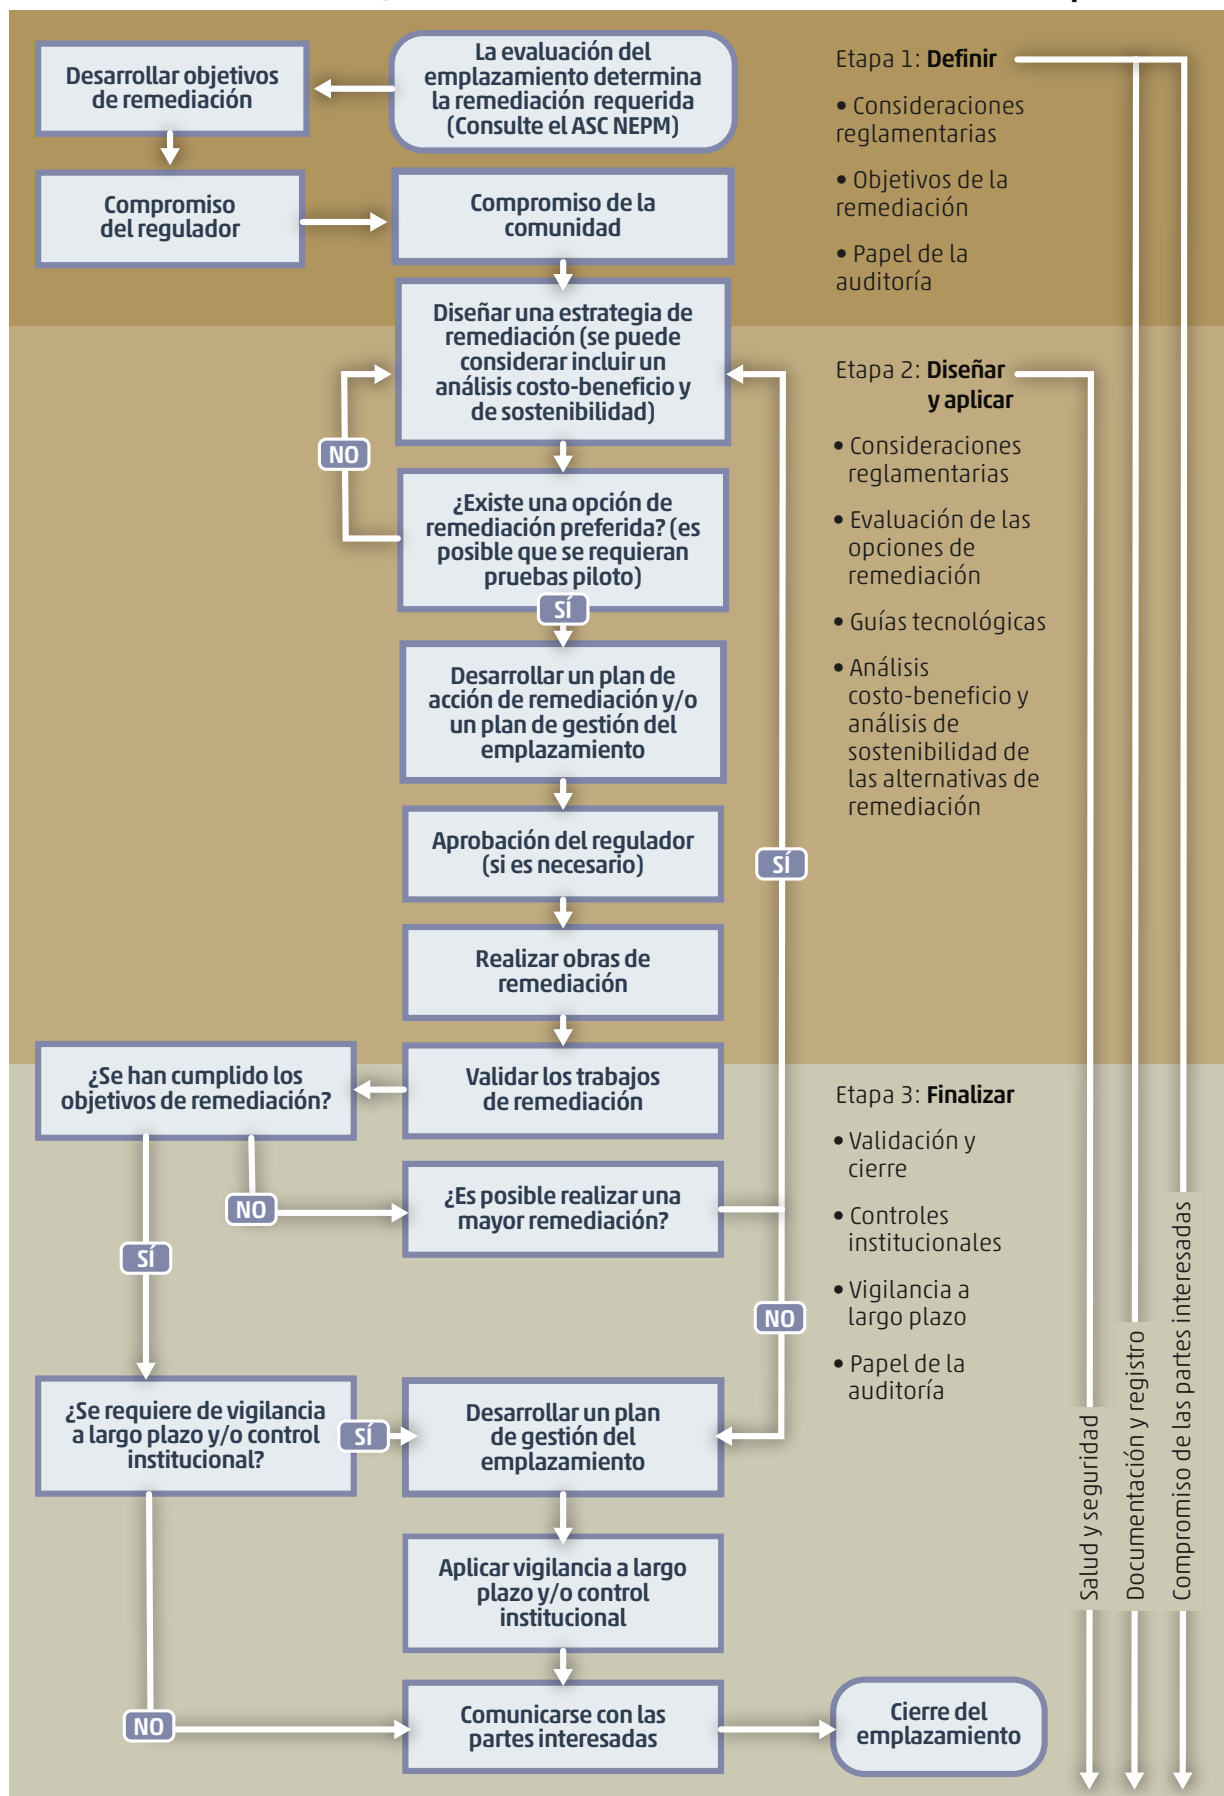 La evaluación del
emplazamiento determina
la remediación requerida
(Consulte el ASC NEPM)
Desarrollar objetivos
de remediación
Compromiso
del regulador
Compromiso de la
comunidad
Diseñar una estrategia de
remediación (se puede
considerar incluir un
análisis costo-beneficio y
de sostenibilidad)
NO
¿Existe una opción de
remediación preferida? (es
posible que se requieran
pruebas piloto)
SÍ
Desarrollar un plan de
acción de remediación y/o
un plan de gestión del
emplazamiento
Aprobación del regulador
(si es necesario)
SÍ
Realizar obras de
remediación
Validar los trabajos
de remediación
¿Se han cumplido los
objetivos de remediación?
NO
¿Es posible realizar una
mayor remediación?
SÍ
NO
¿Se requiere de vigilancia
a largo plazo y/o control
institucional?
SÍ
Desarrollar un plan
de gestión del
emplazamiento
Aplicar vigilancia a largo
plazo y/o control
institucional
NO
Comunicarse con las
partes interesadas
Cierre del
emplazamiento
Etapa 1: Definir
• Consideraciones
reglamentarias
• Objetivos de la
remediación
• Papel de la
auditoría
Etapa 2: Diseñar
y aplicar
• Consideraciones
reglamentarias
• Evaluación de las
opciones de
remediación
• Guías tecnológicas
• Análisis
costo-beneficio y
análisis de
sostenibilidad de
las alternativas de
remediación
Etapa 3: Finalizar
• Validación y
cierre
• Controles
institucionales
• Vigilancia a
largo plazo
• Papel de la
auditoría
Salud y seguridad
Documentación y registro
Compromiso de las partes interesadas